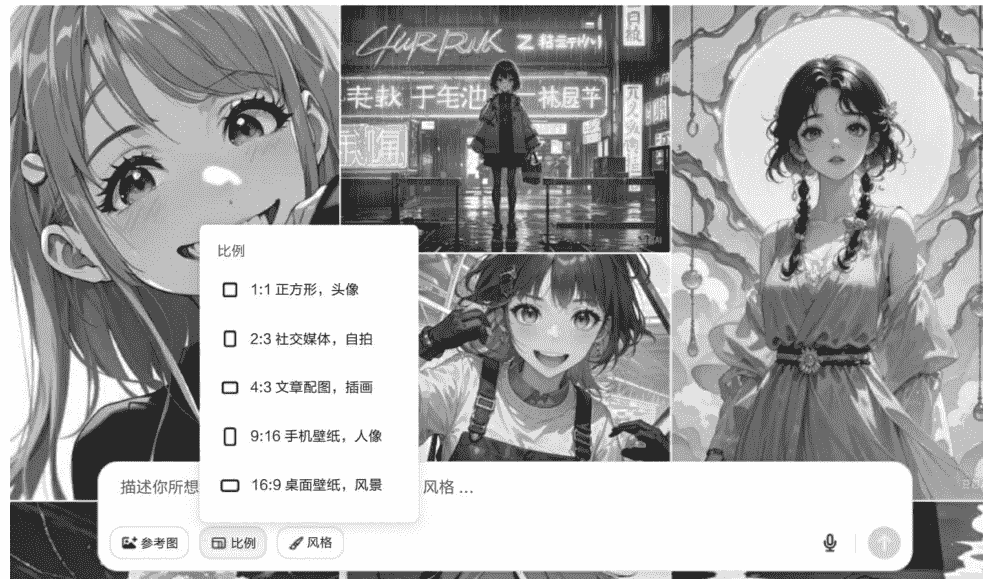 比例
1:1 正方形，头像
2:3 社交媒体，自拍
4:3 文章配图，插画
9:16 手机壁纸，人像
16:9 桌面壁纸，风景
描述你所想 风格 ...
参考图 比例 风格